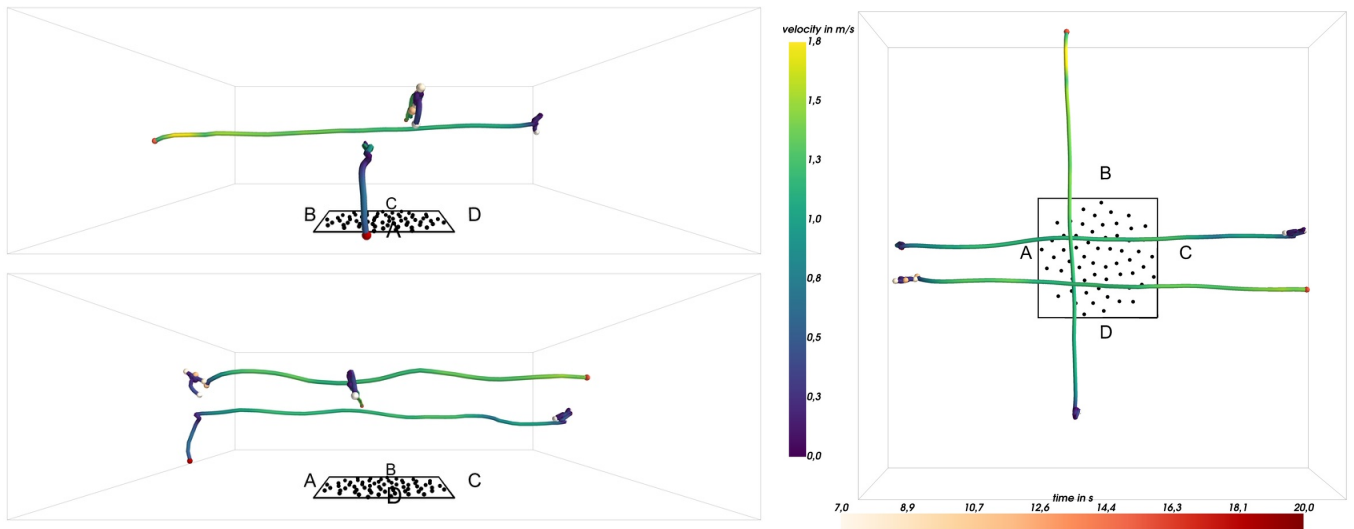 B
C
A
D
A
B
D
C
velocity in m/s
1,8
1,5
1,3
1,0
0,8
0,5
0,3
0,0
B
A
C
D
time in s
7,0
8,9
10,7
12,6
14,4
16,3
18,1
20,0